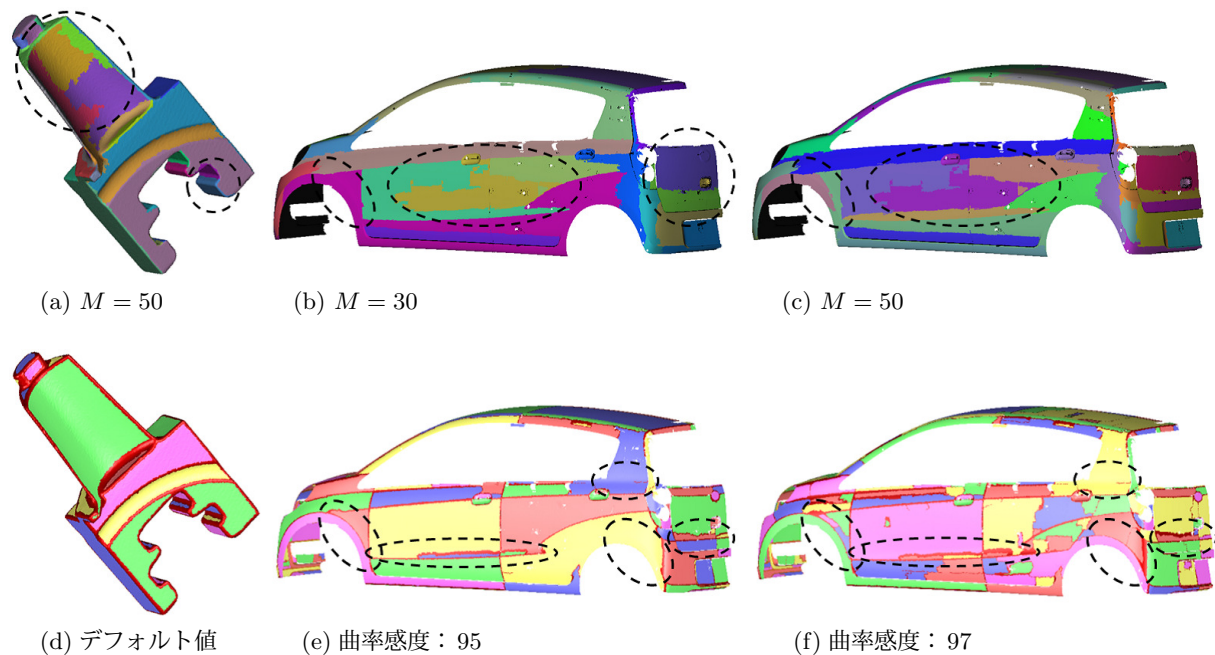 (a) M = 50
(b) M = 30
(c) M = 50
(d) デフォルト値
(e) 曲率感度：95
(f) 曲率感度：97